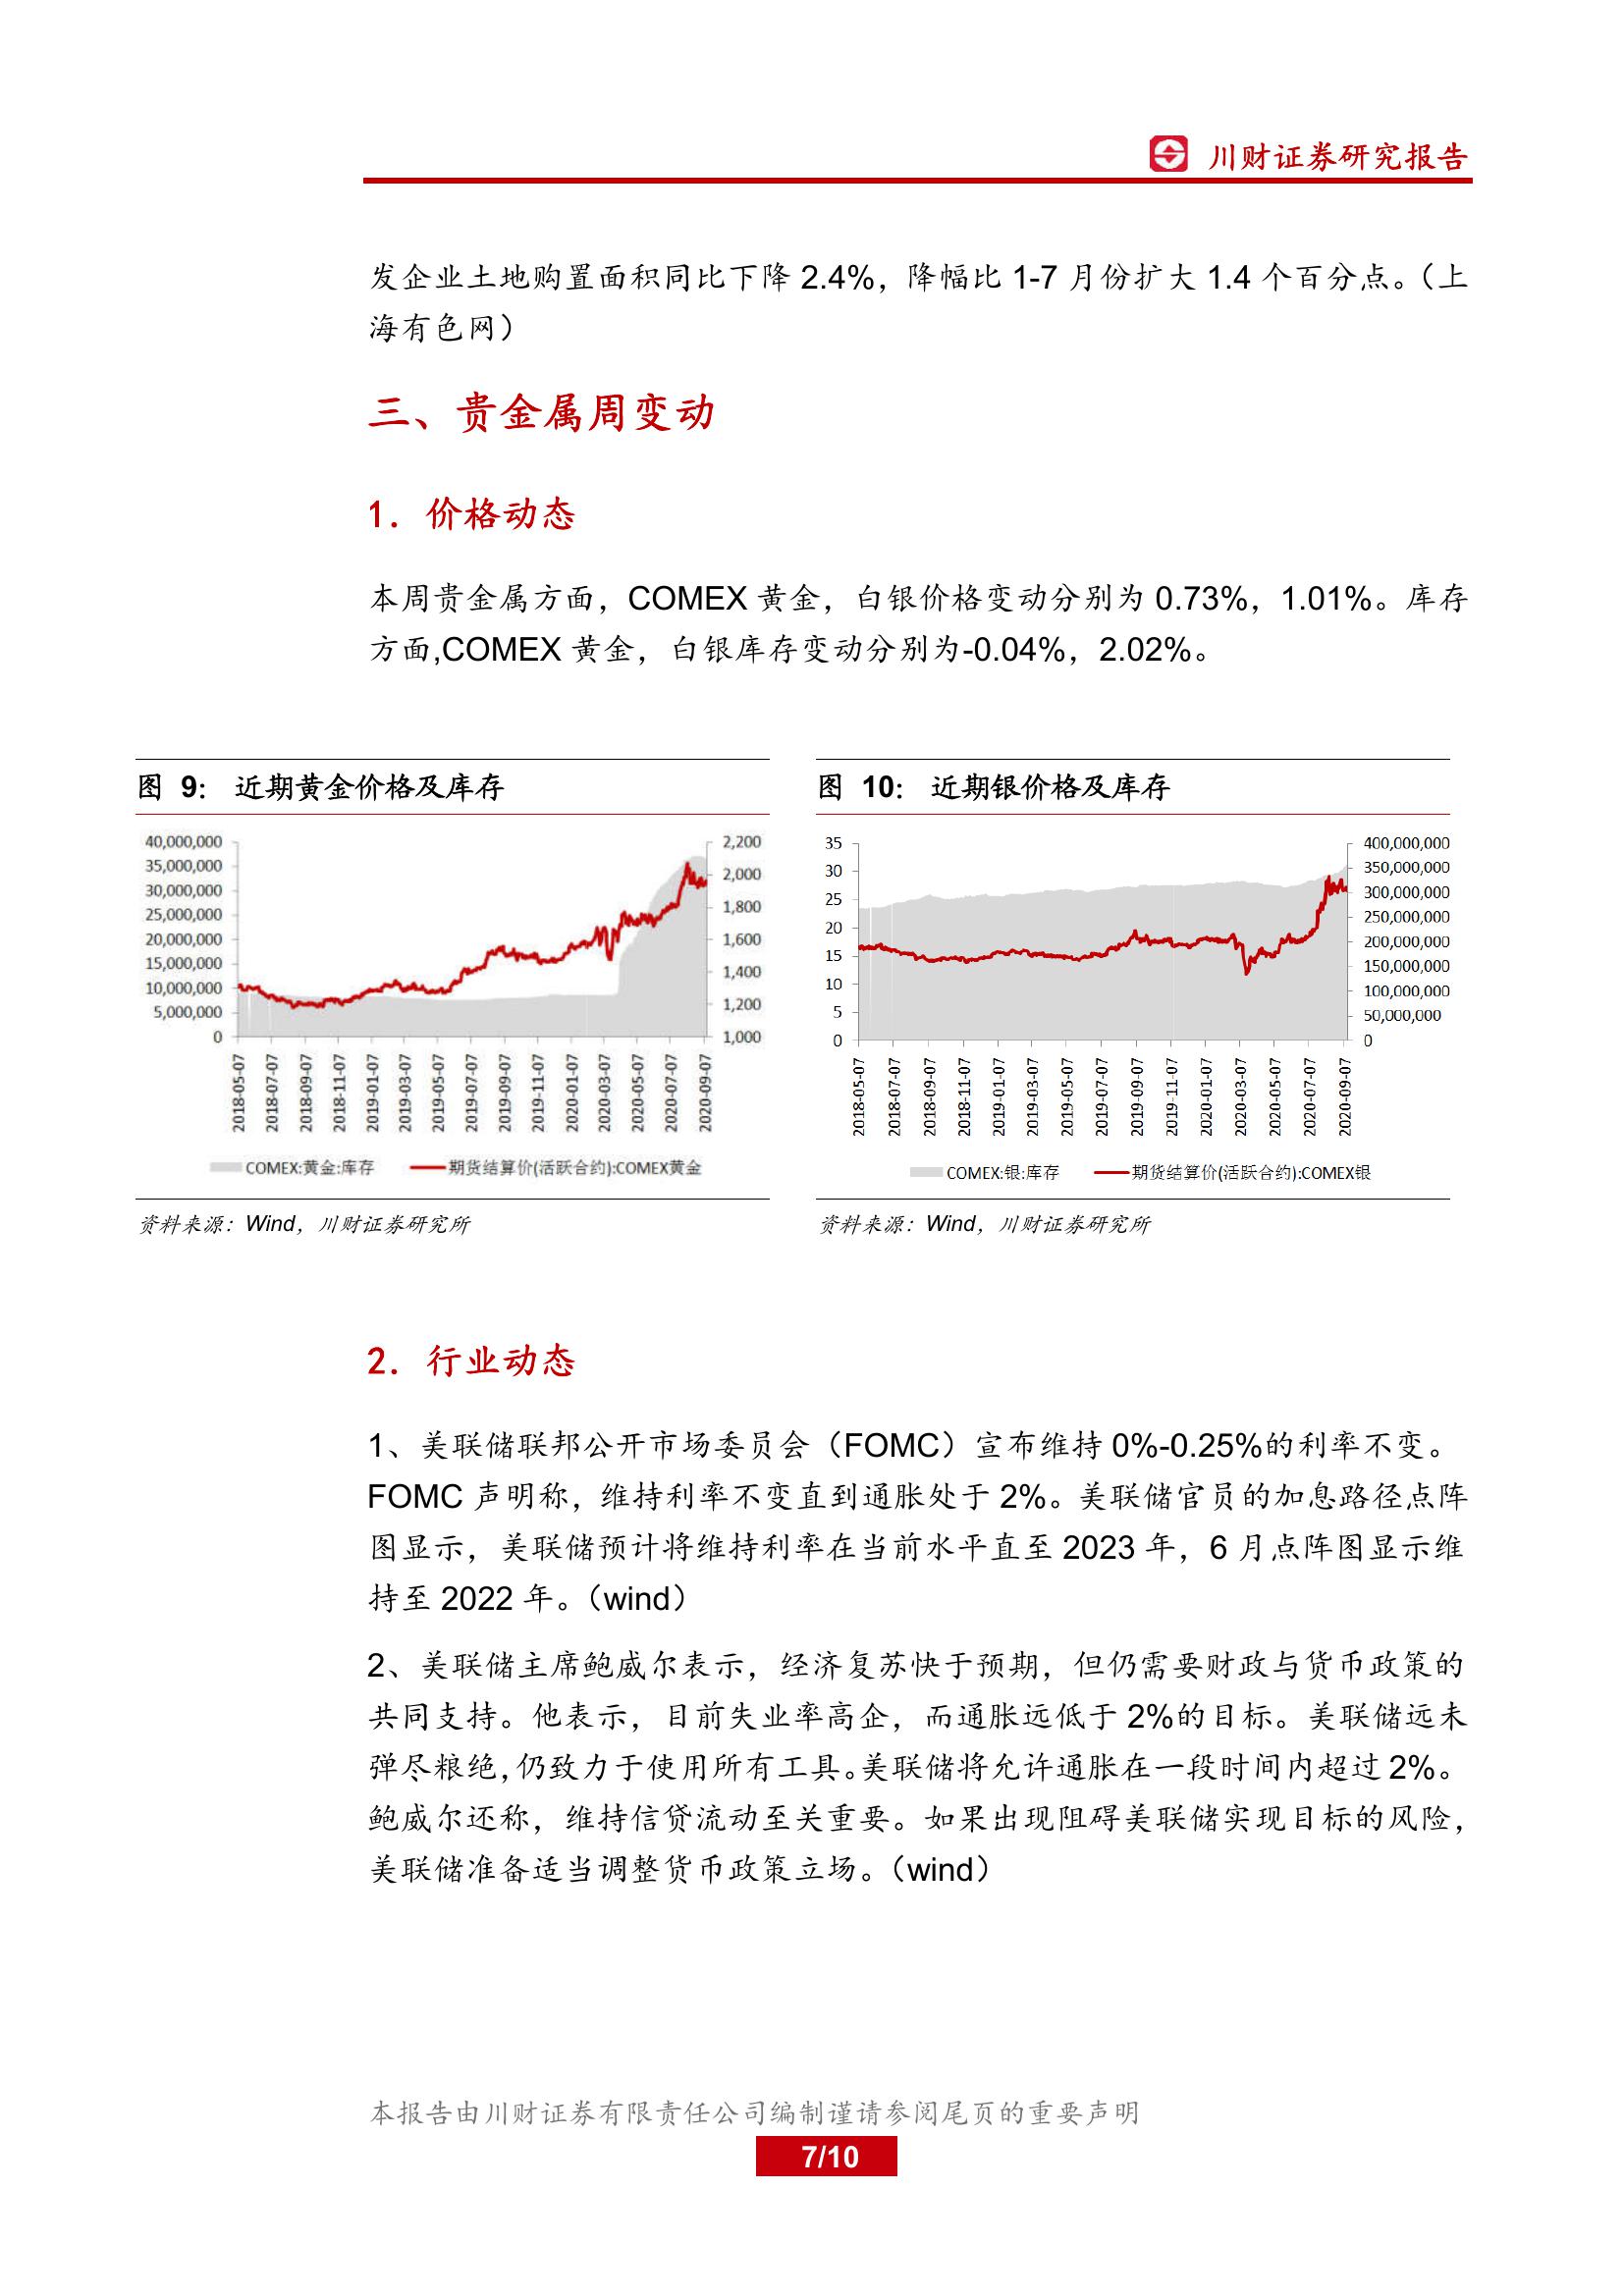 川财证券研究报告
发企业土地购置面积同比下降 2.4%，降幅比 1-7 月份扩大 1.4 个百分点。（上
海有色网）
三、贵金属周变动
1. 价格动态
本周贵金属方面，COMEX 黄金，白银价格变动分别为 0.73%，1.01%。库存
方面,COMEX 黄金，白银库存变动分别为-0.04%，2.02%。
图 9： 近期黄金价格及库存
40,000,000
35,000,000
30,000,000
25,000,000
20,000,000
15,000,000
10,000,000
5,000,000
0
2,200
2,000
1,800
1,600
1,400
1,200
1,000
2018-05-07
2018-07-07
2018-09-07
2018-11-07
2019-01-07
2019-03-07
2019-05-07
2019-07-07
2019-09-07
2019-11-07
2020-01-07
2020-03-07
2020-05-07
2020-07-07
2020-09-07
COMEX:黄金:库存
期货结算价(活跃合约):COMEX黄金
资料来源：Wind，川财证券研究所
图 10： 近期银价格及库存
35
30
25
20
15
10
5
0
400,000,000
350,000,000
300,000,000
250,000,000
200,000,000
150,000,000
100,000,000
50,000,000
0
2018-05-07
2018-07-07
2018-09-07
2018-11-07
2019-01-07
2019-03-07
2019-05-07
2019-07-07
2019-09-07
2019-11-07
2020-01-07
2020-03-07
2020-05-07
2020-07-07
2020-09-07
COMEX:银:库存
期货结算价(活跃合约):COMEX银
资料来源：Wind，川财证券研究所
2. 行业动态
1、美联储联邦公开市场委员会（FOMC）宣布维持 0%-0.25%的利率不变。
FOMC 声明称，维持利率不变直到通胀处于 2%。美联储官员的加息路径点阵
图显示，美联储预计将维持利率在当前水平直至 2023 年，6 月点阵图显示维
持至 2022 年。（wind）
2、美联储主席鲍威尔表示，经济复苏快于预期，但仍需要财政与货币政策的
共同支持。他表示，目前失业率高企，而通胀远低于 2%的目标。美联储远未
弹尽粮绝,仍致力于使用所有工具。美联储将允许通胀在一段时间内超过 2%。
鲍威尔还称，维持信贷流动至关重要。如果出现阻碍美联储实现目标的风险，
美联储准备适当调整货币政策立场。（wind）
本报告由川财证券有限责任公司编制谨请参阅尾页的重要声明
7/10